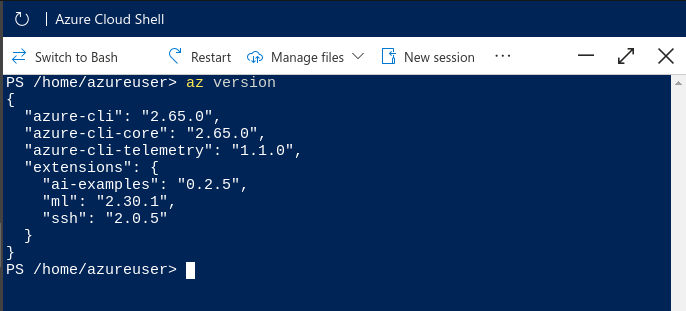 Azure Cloud Shell
Switch to Bash Restart Manage files New session ...
PS /home/azureuser> az version
{
  "azure-cli": "2.65.0",
  "azure-cli-core": "2.65.0",
  "azure-cli-telemetry": "1.1.0",
  "extensions": {
    "ai-examples": "0.2.5",
    "ml": "2.30.1",
    "ssh": "2.0.5"
  }
}
PS /home/azureuser>